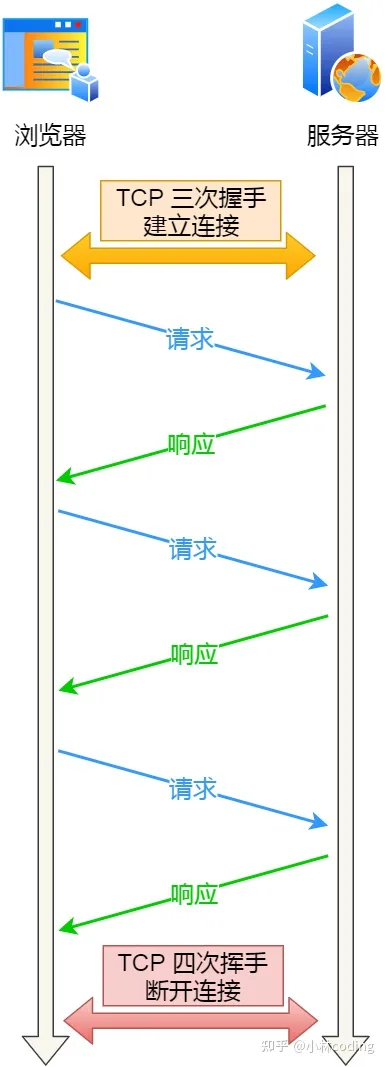 浏览器
服务器
TCP 三次握手
建立连接
请求
响应
请求
响应
请求
响应
TCP 四次挥手
断开连接
知乎 @小林coding